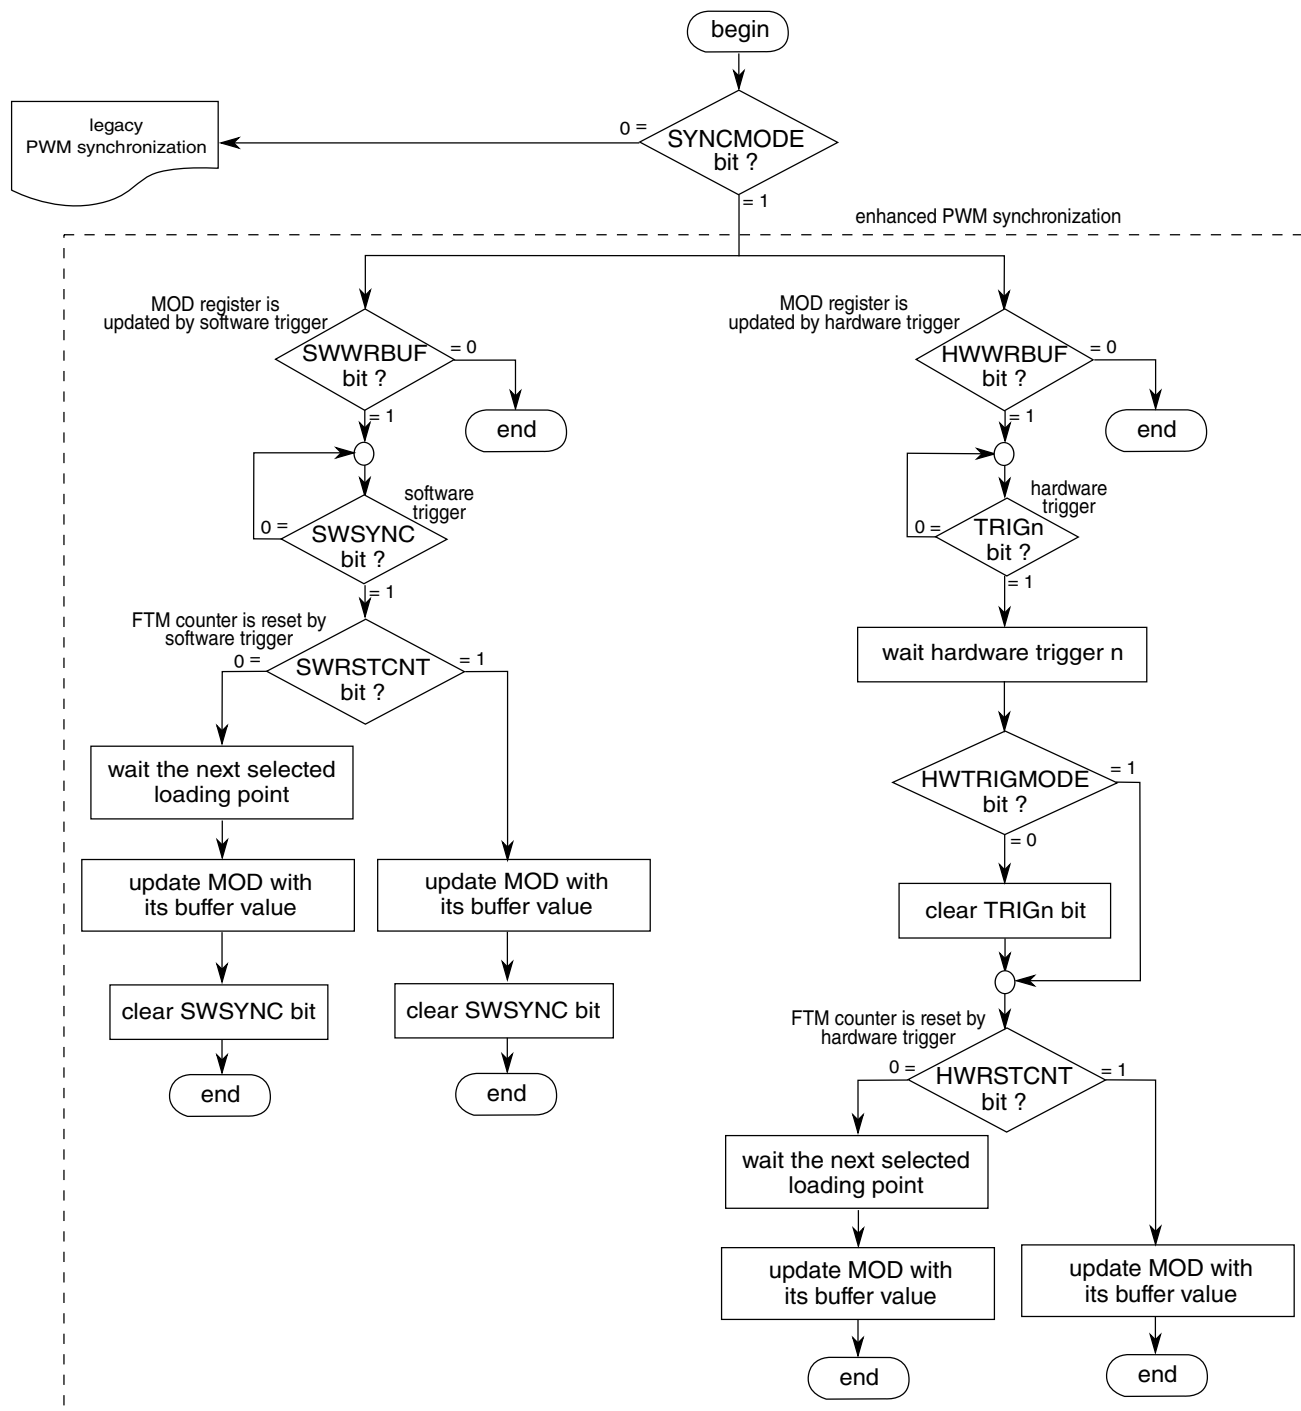 begin
legacy
PWM synchronization
0 =
SYNCMODE
bit ?
= 1
enhanced PWM synchronization
MOD register is
updated by software trigger
SWWRBUF
bit ?
= 0
= 1
end
software
trigger
0 =
SWSYNC
bit ?
= 1
FTM counter is reset by
software trigger
0 =
SWRSTCNT
bit ?
= 1
wait the next selected
loading point
update MOD with
its buffer value
update MOD with
its buffer value
clear SWSYNC bit
clear SWSYNC bit
end
end
MOD register is
updated by hardware trigger
HWWRBUF
bit ?
= 0
= 1
end
hardware
trigger
0 =
TRIGn
bit ?
= 1
wait hardware trigger n
HWTRIGMODE
bit ?
= 1
= 0
clear TRIGn bit
FTM counter is reset by
hardware trigger
0 =
HWRSTCNT
bit ?
= 1
wait the next selected
loading point
update MOD with
its buffer value
update MOD with
its buffer value
end
end